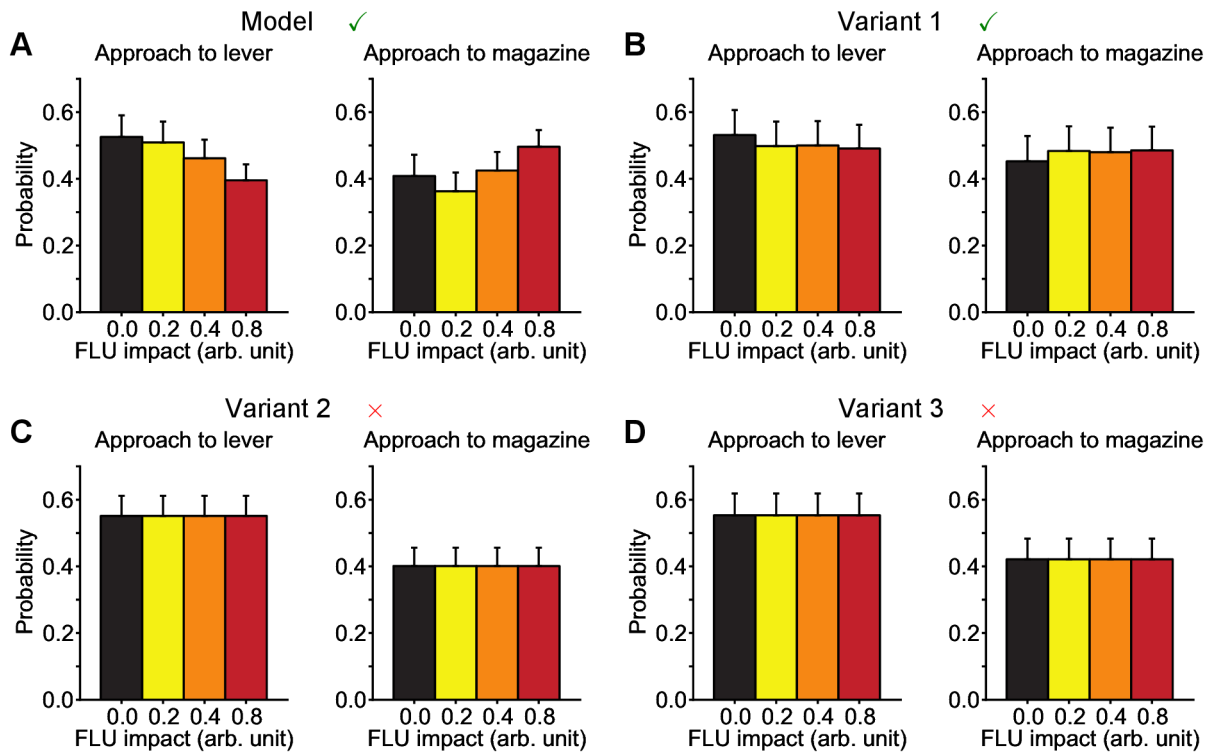 A
Model ✓
Approach to lever
Approach to magazine
Probability
0.6
0.4
0.2
0.0
0.0 0.2 0.4 0.8
FLU impact (arb. unit)
0.6
0.4
0.2
0.0
0.0 0.2 0.4 0.8
FLU impact (arb. unit)
B
Variant 1 ✓
Approach to lever
Approach to magazine
Probability
0.6
0.4
0.2
0.0
0.0 0.2 0.4 0.8
FLU impact (arb. unit)
0.6
0.4
0.2
0.0
0.0 0.2 0.4 0.8
FLU impact (arb. unit)
C
Variant 2 ×
Approach to lever
Approach to magazine
Probability
0.6
0.4
0.2
0.0
0.0 0.2 0.4 0.8
FLU impact (arb. unit)
0.6
0.4
0.2
0.0
0.0 0.2 0.4 0.8
FLU impact (arb. unit)
D
Variant 3 ×
Approach to lever
Approach to magazine
Probability
0.6
0.4
0.2
0.0
0.0 0.2 0.4 0.8
FLU impact (arb. unit)
0.6
0.4
0.2
0.0
0.0 0.2 0.4 0.8
FLU impact (arb. unit)